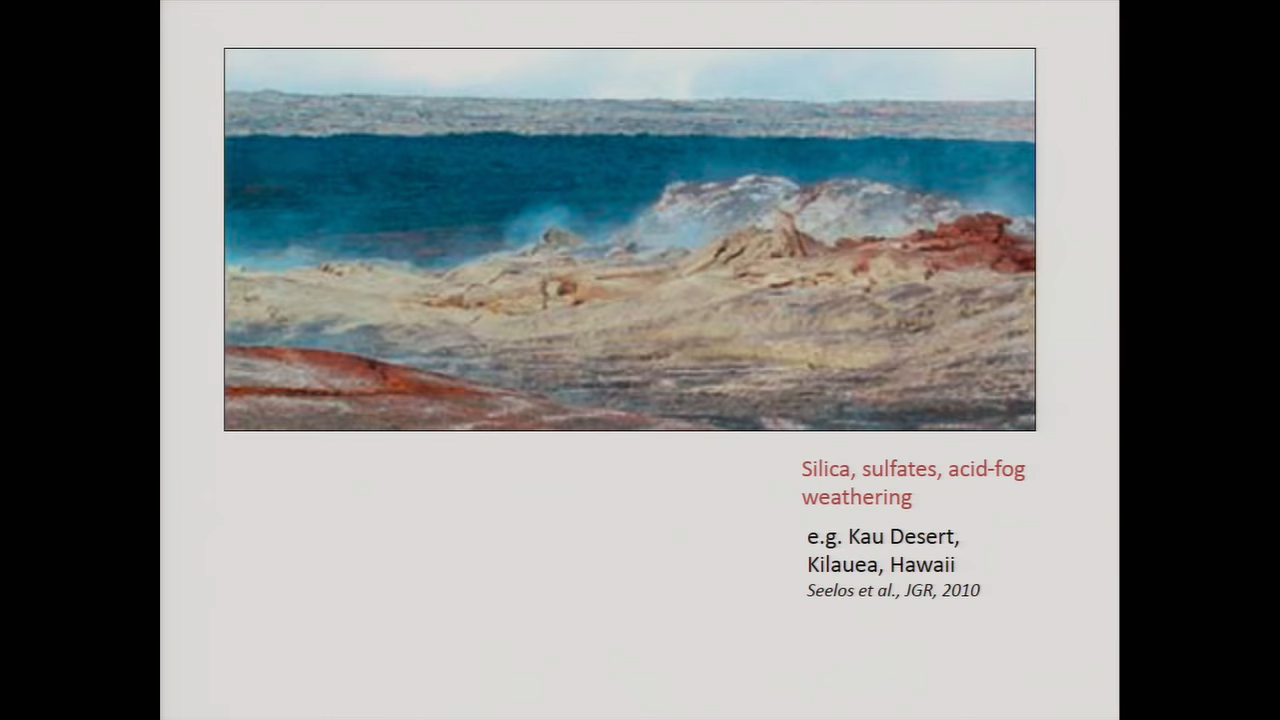 Silica, sulfates, acid-fog
weathering
e.g. Kau Desert,
Kilauea, Hawaii
Seelos et al., JGR, 2010